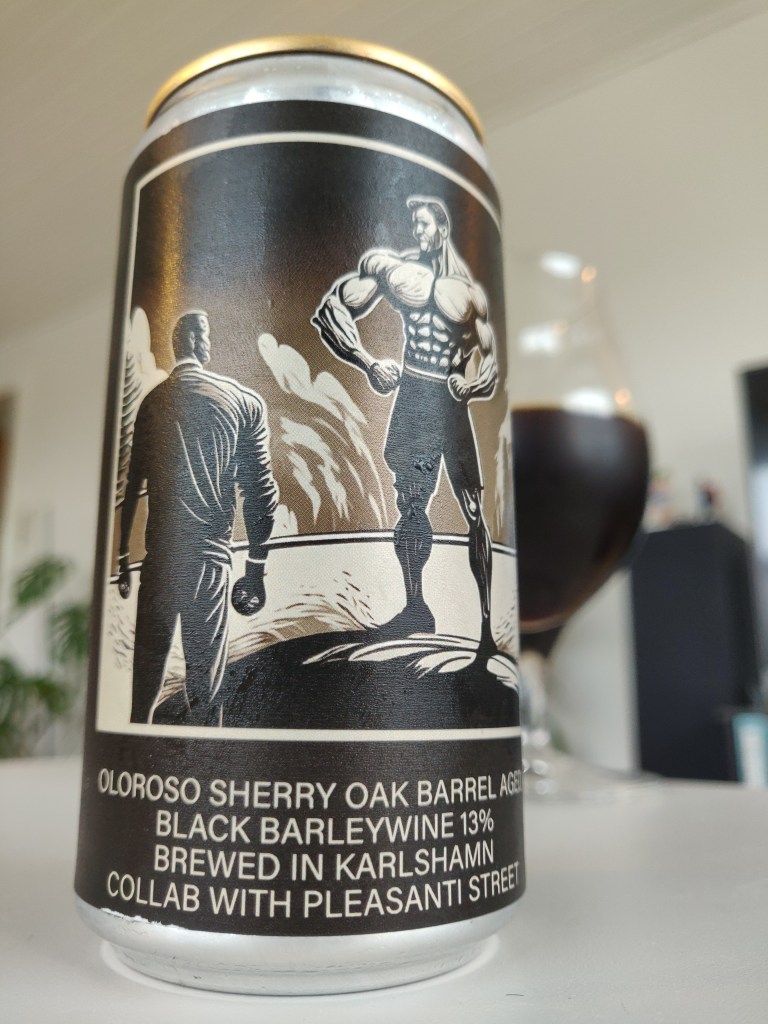 OLOROSO SHERRY OAK BARREL AGED
BLACK BARLEYWINE 13%
BREWED IN KARLSHAMN
COLLAB WITH PLEASANTI STREET